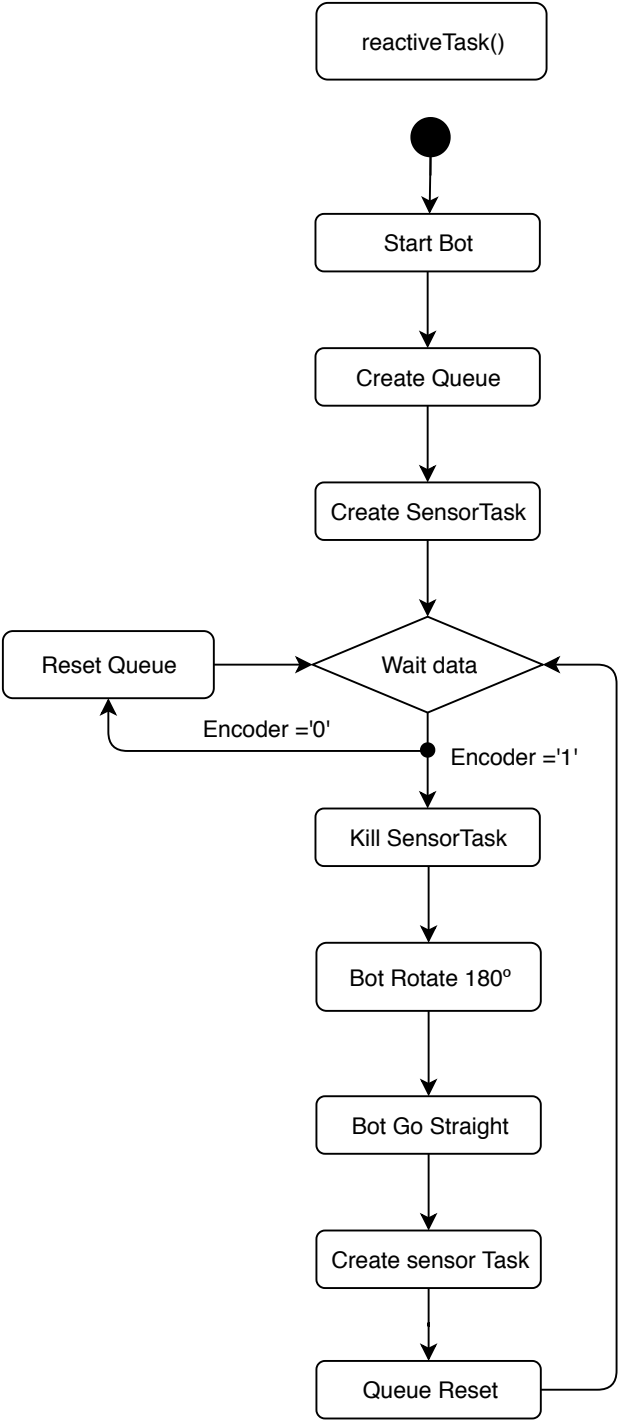 reactiveTask()
Start Bot
Create Queue
Create SensorTask
Reset Queue
Wait data
Encoder ='0'
Encoder ='1'
Kill SensorTask
Bot Rotate 180º
Bot Go Straight
Create sensor Task
Queue Reset